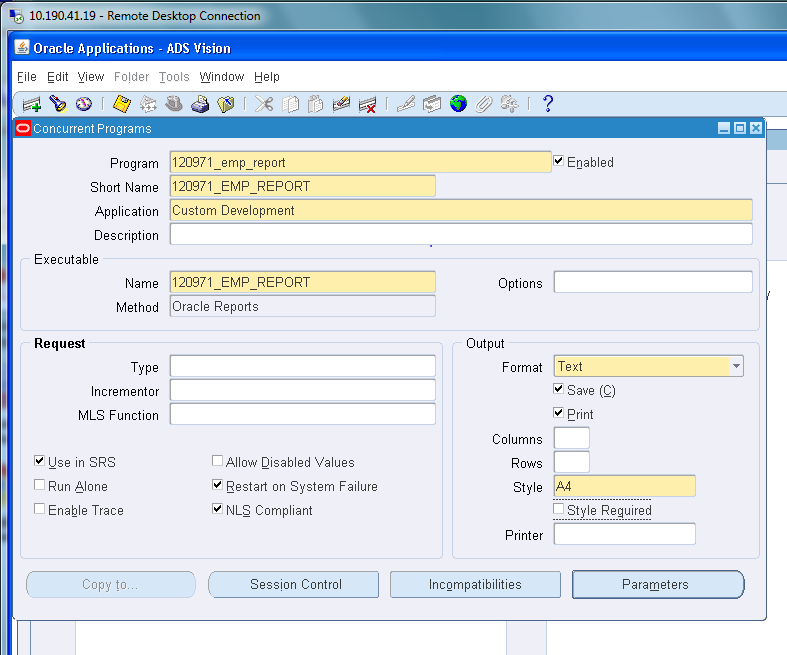 10.190.41.19 - Remote Desktop Connection
Oracle Applications - ADS Vision
File Edit View Folder Tools Window Help
?
Concurrent Programs
Program 120971_emp_report Enabled
Short Name 120971_EMP_REPORT
Application Custom Development
Description
Executable
Name 120971_EMP_REPORT Options
Method Oracle Reports
Request Output
Type Format Text
Incrementor Save (C)
MLS Function Print
Columns
Use in SRS Allow Disabled Values Rows
Run Alone Restart on System Failure Style A4
Enable Trace NLS Compliant Style Required
Printer
Copy to... Session Control Incompatibilities Parameters